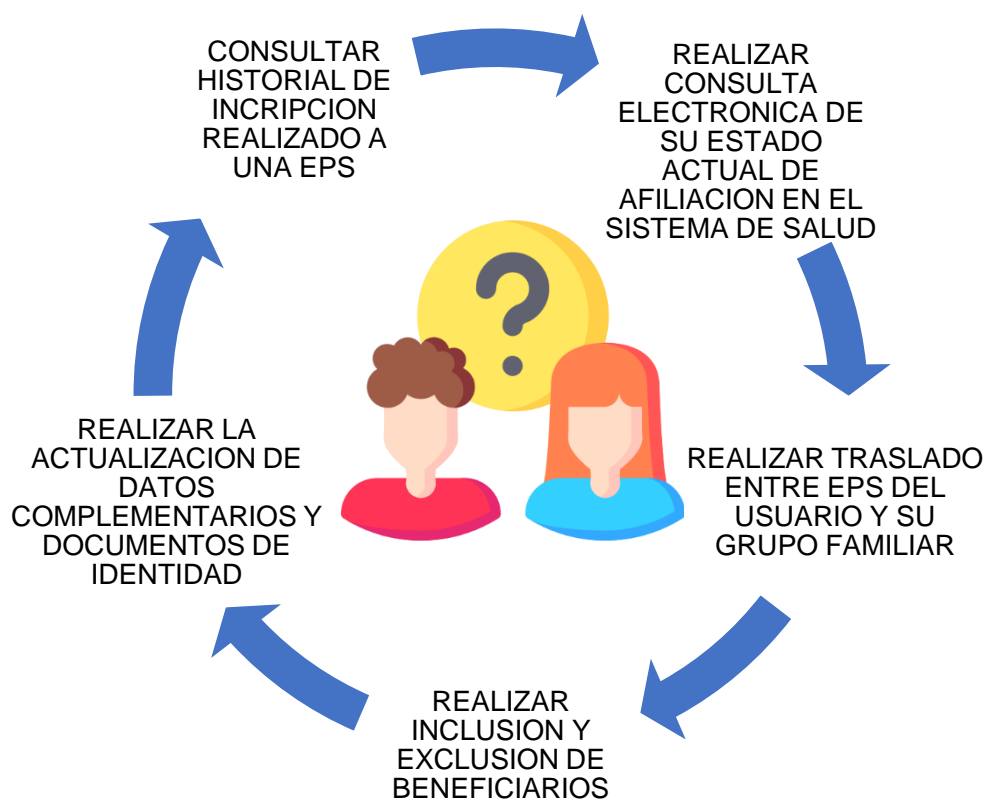 CONSULTAR
HISTORIAL DE
INCRIPCION
REALIZADO A
UNA EPS
REALIZAR
CONSULTA
ELECTRONICA DE
SU ESTADO
ACTUAL DE
AFILIACION EN EL
SISTEMA DE SALUD
REALIZAR TRASLADO
ENTRE EPS DEL
USUARIO Y SU
GRUPO FAMILIAR
REALIZAR
INCLUSION Y
EXCLUSION DE
BENEFICIARIOS
REALIZAR LA
ACTUALIZACION DE
DATOS
COMPLEMENTARIOS Y
DOCUMENTOS DE
IDENTIDAD
?